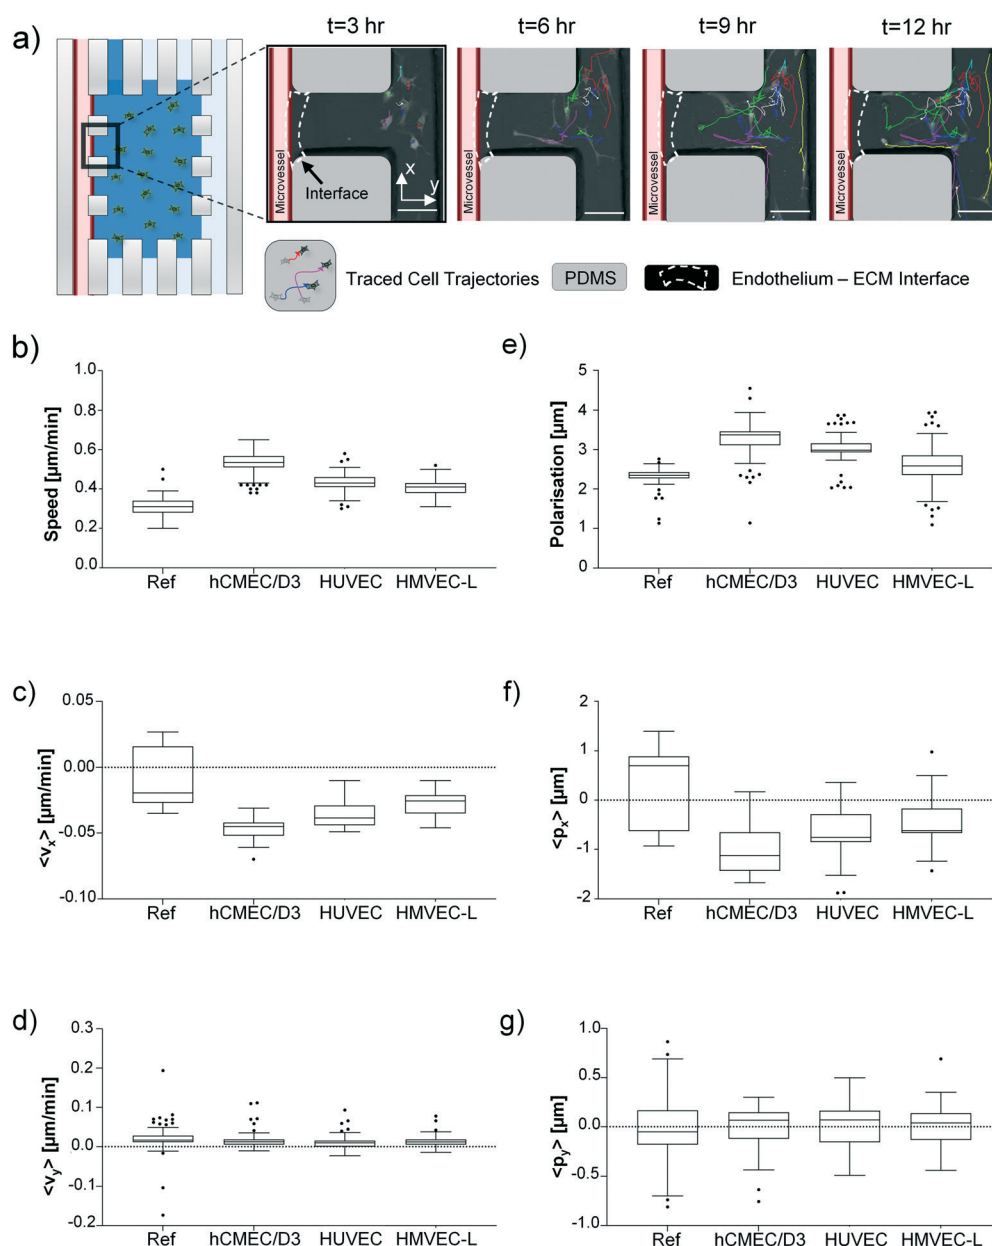 a)
t=3 hr
t=6 hr
t=9 hr
t=12 hr
Microvessel
Interface
x
y
Microvessel
Microvessel
Microvessel
Traced Cell Trajectories
PDMS
Endothelium – ECM Interface
b)
Speed [µm/min]
1.0
0.8
0.6
0.4
0.2
0.0
Ref hCMEC/D3 HUVEC HMVEC-L
e)
Polarisation [µm]
5
4
3
2
1
0
Ref hCMEC/D3 HUVEC HMVEC-L
c)
<v_x> [µm/min]
0.05
0.00
-0.05
-0.10
Ref hCMEC/D3 HUVEC HMVEC-L
f)
<p_x> [µm]
2
1
0
-1
-2
Ref hCMEC/D3 HUVEC HMVEC-L
d)
<v_y> [µm/min]
0.3
0.2
0.1
0.0
-0.1
-0.2
Ref hCMEC/D3 HUVEC HMVEC-L
g)
<p_y> [µm]
1.0
0.5
0.0
-0.5
-1.0
Ref hCMEC/D3 HUVEC HMVEC-L